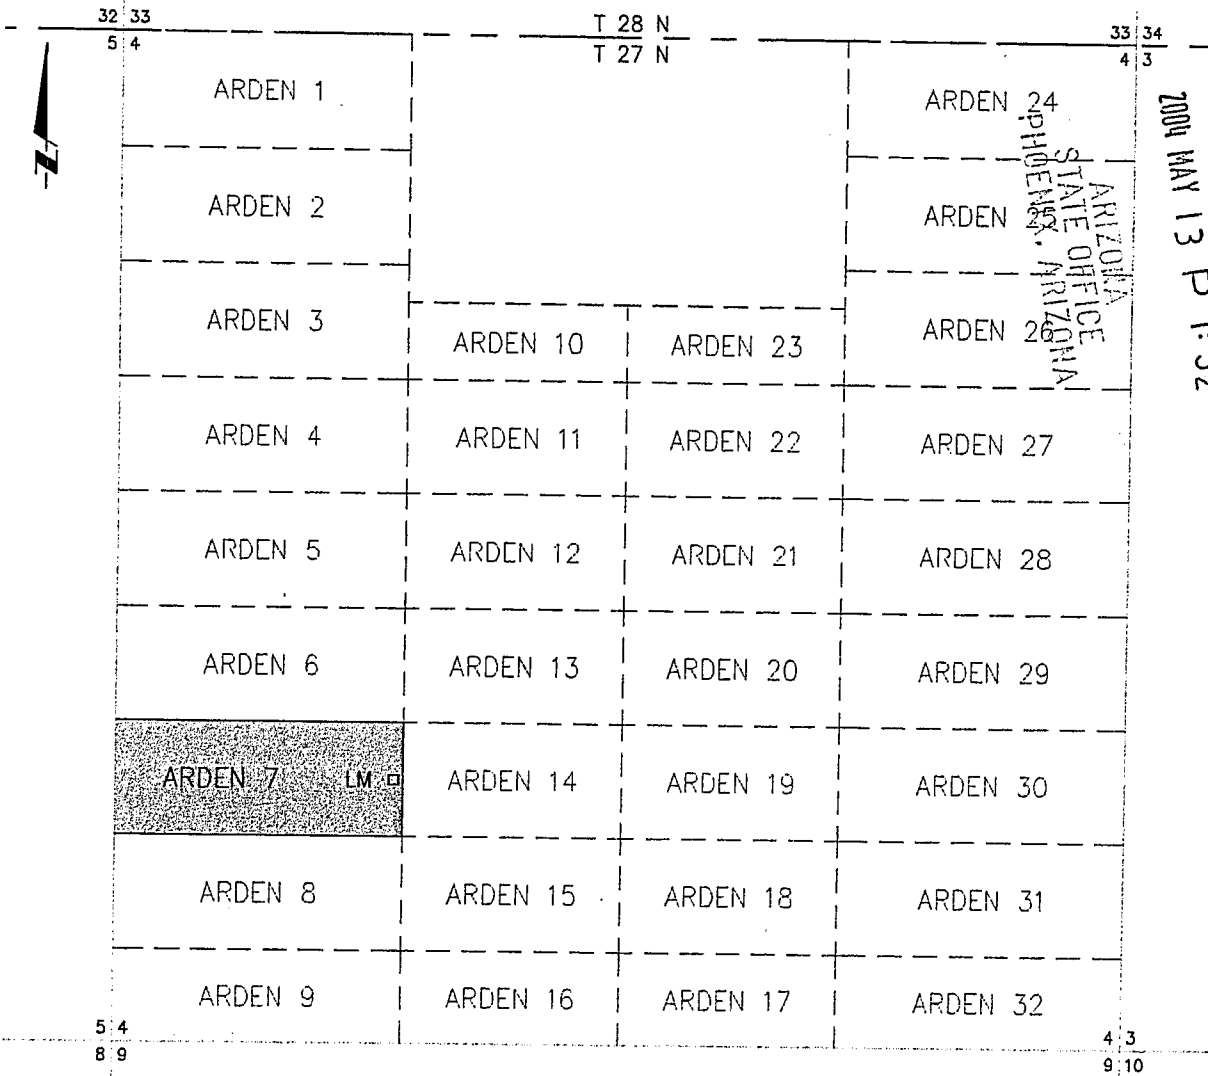 32 33
T 28 N
33 34
5 4
T 27 N
4 3
ARDEN 1
ARDEN 24
ARDEN 2
ARDEN 25
ARDEN 3
ARDEN 10
ARDEN 23
ARDEN 26
ARDEN 4
ARDEN 11
ARDEN 22
ARDEN 27
ARDEN 5
ARDEN 12
ARDEN 21
ARDEN 28
ARDEN 6
ARDEN 13
ARDEN 20
ARDEN 29
ARDEN 7 LM
ARDEN 14
ARDEN 19
ARDEN 30
ARDEN 8
ARDEN 15
ARDEN 18
ARDEN 31
ARDEN 9
ARDEN 16
ARDEN 17
ARDEN 32
5 4
4 3
8 9
9 10
Z
2004 MAY 13 P 1:32
ARIZONA
STATE OFFICE
PHOENIX, ARIZONA